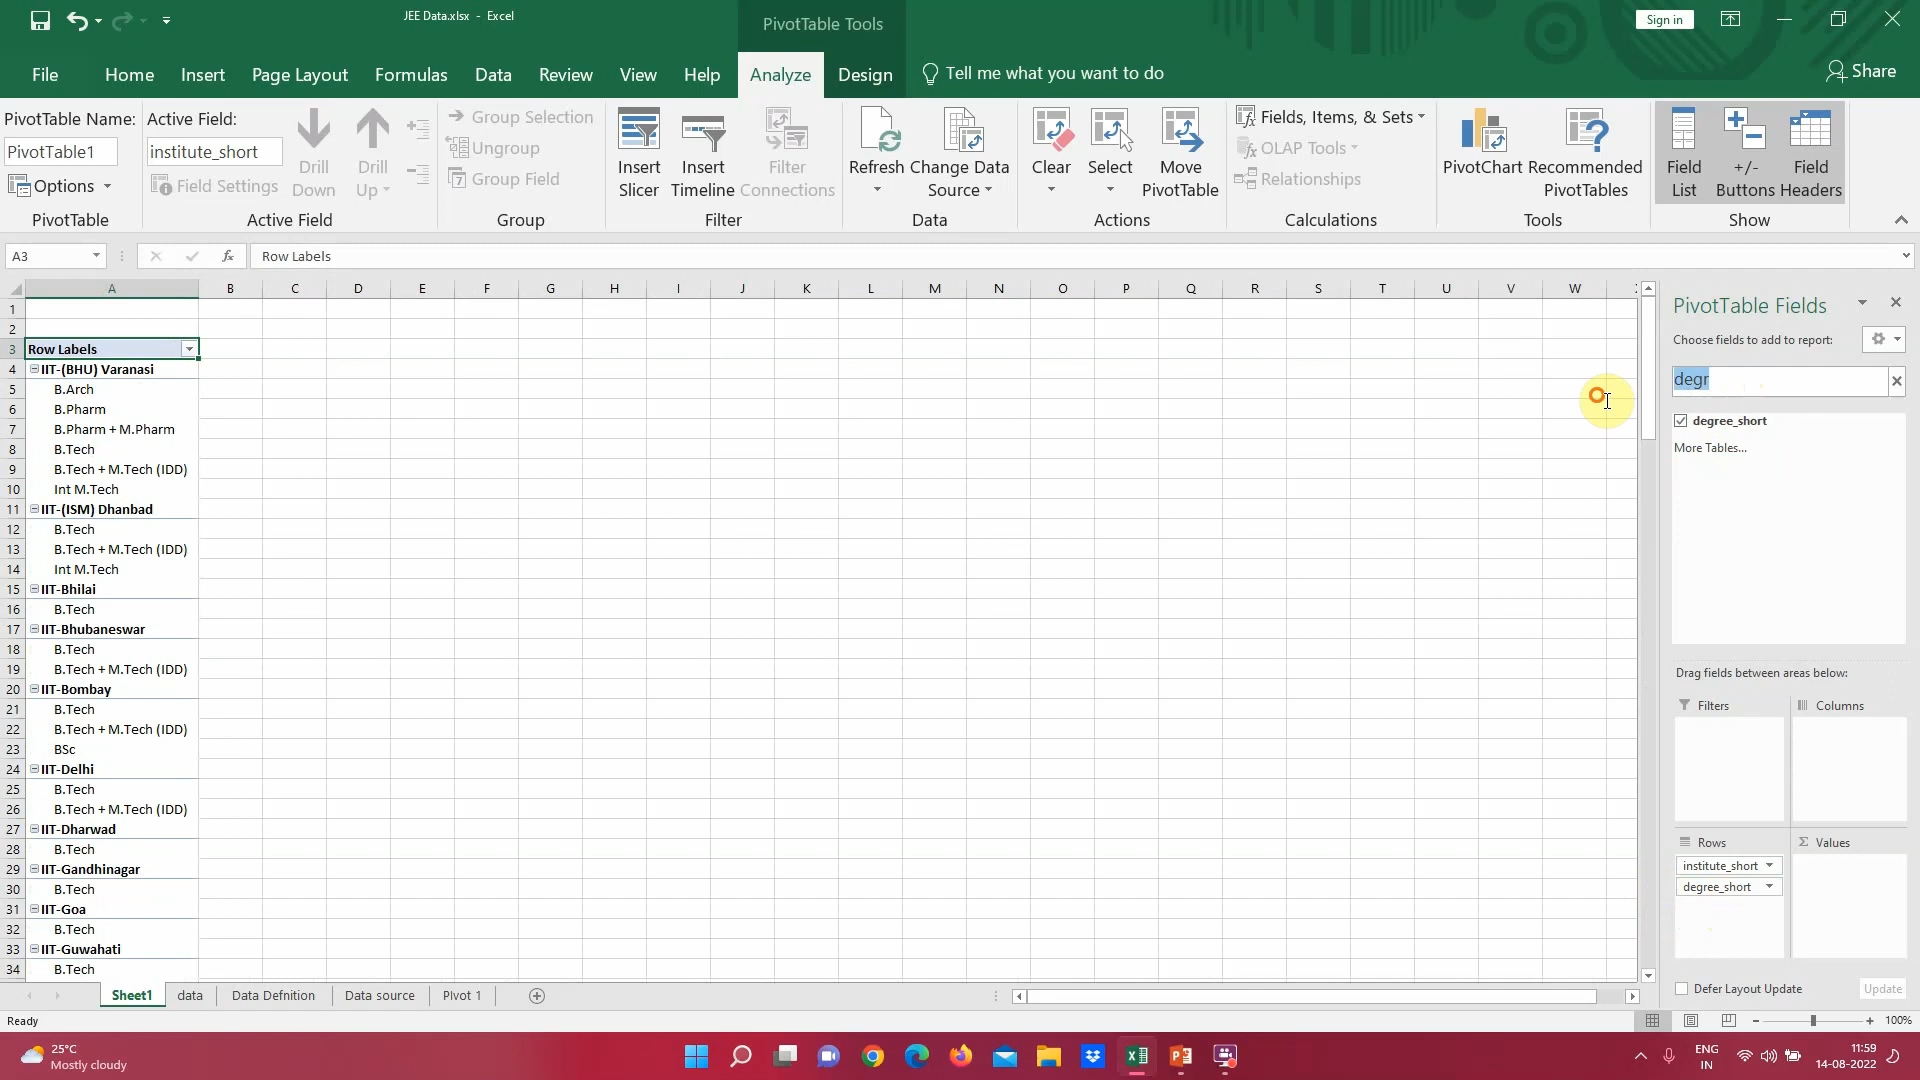 JEE Data.xlsx - Excel
PivotTable Tools
Sign in
File
Home
Insert
Page Layout
Formulas
Data
Review
View
Help
Analyze
Design
Tell me what you want to do
Share
PivotTable Name:
PivotTable1
Options
PivotTable
Active Field:
institute_short
Field Settings
Drill Down
Drill Up
Active Field
Group Selection
Ungroup
Group Field
Group
Insert Slicer
Insert Timeline
Filter Connections
Filter
Refresh
Change Data Source
Data
Clear
Select
Move PivotTable
Actions
Fields, Items, & Sets
OLAP Tools
Relationships
Calculations
PivotChart
Recommended PivotTables
Tools
Field List
+/- Buttons
Field Headers
Show
A3
fx
Row Labels
A B C D E F G H I J K L M N O P Q R S T U V W
1
2
3 Row Labels
4 IIT-(BHU) Varanasi
5 B.Arch
6 B.Pharm
7 B.Pharm + M.Pharm
8 B.Tech
9 B.Tech + M.Tech (IDD)
10 Int M.Tech
11 IIT-(ISM) Dhanbad
12 B.Tech
13 B.Tech + M.Tech (IDD)
14 Int M.Tech
15 IIT-Bhilai
16 B.Tech
17 IIT-Bhubaneswar
18 B.Tech
19 B.Tech + M.Tech (IDD)
20 IIT-Bombay
21 B.Tech
22 B.Tech + M.Tech (IDD)
23 BSc
24 IIT-Delhi
25 B.Tech
26 B.Tech + M.Tech (IDD)
27 IIT-Dharwad
28 B.Tech
29 IIT-Gandhinagar
30 B.Tech
31 IIT-Goa
32 B.Tech
33 IIT-Guwahati
34 B.Tech
PivotTable Fields
Choose fields to add to report:
degr
degree_short
More Tables...
Drag fields between areas below:
Filters
Columns
Rows
Values
institute_short
degree_short
Defer Layout Update
Update
Sheet1
data
Data Defnition
Data source
PIvot 1
Ready
100%
25°C
Mostly cloudy
ENG
IN
11:59
14-08-2022